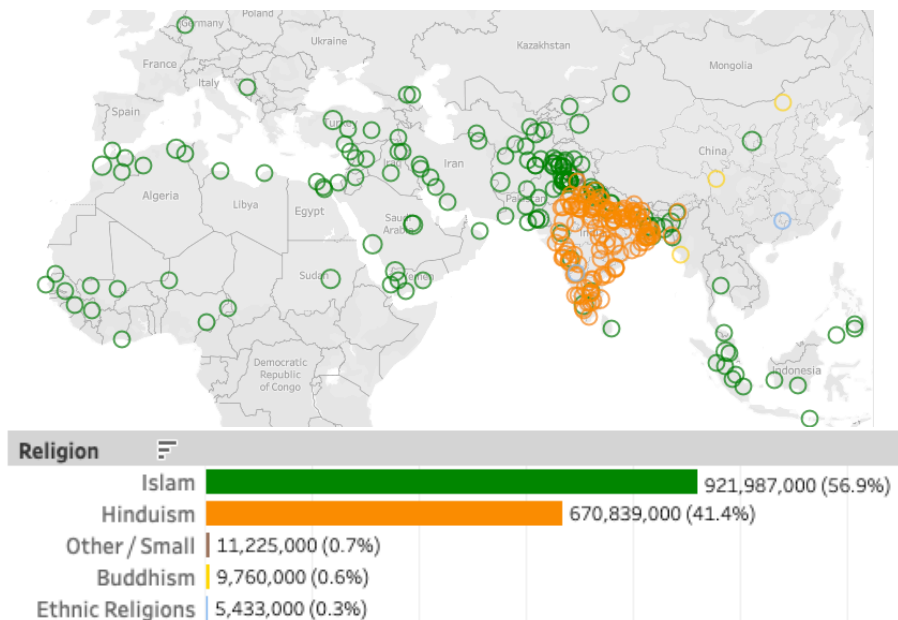 Poland
Germany
Ukraine
Kazakhstan
France
Mongolia
Italy
Spain
Turkey
China
Iraq
Iran
Algeria
Libya
Egypt
Pakistan
Saudi
Arabia
India
Sudan
Yemen
Democratic
Republic
of Congo
Indonesia
Religion
Islam 921,987,000 (56.9%)
Hinduism 670,839,000 (41.4%)
Other / Small 11,225,000 (0.7%)
Buddhism 9,760,000 (0.6%)
Ethnic Religions 5,433,000 (0.3%)